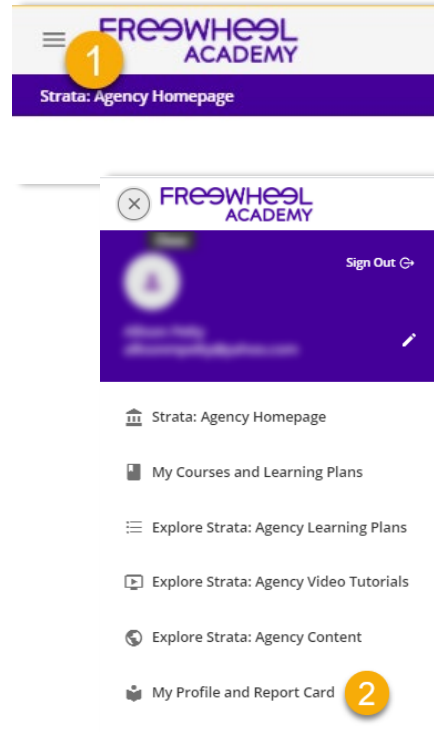 FREEWHEEL
ACADEMY
1
Strata: Agency Homepage
FREEWHEEL
ACADEMY
Sign Out
Strata: Agency Homepage
My Courses and Learning Plans
Explore Strata: Agency Learning Plans
Explore Strata: Agency Video Tutorials
Explore Strata: Agency Content
My Profile and Report Card 2